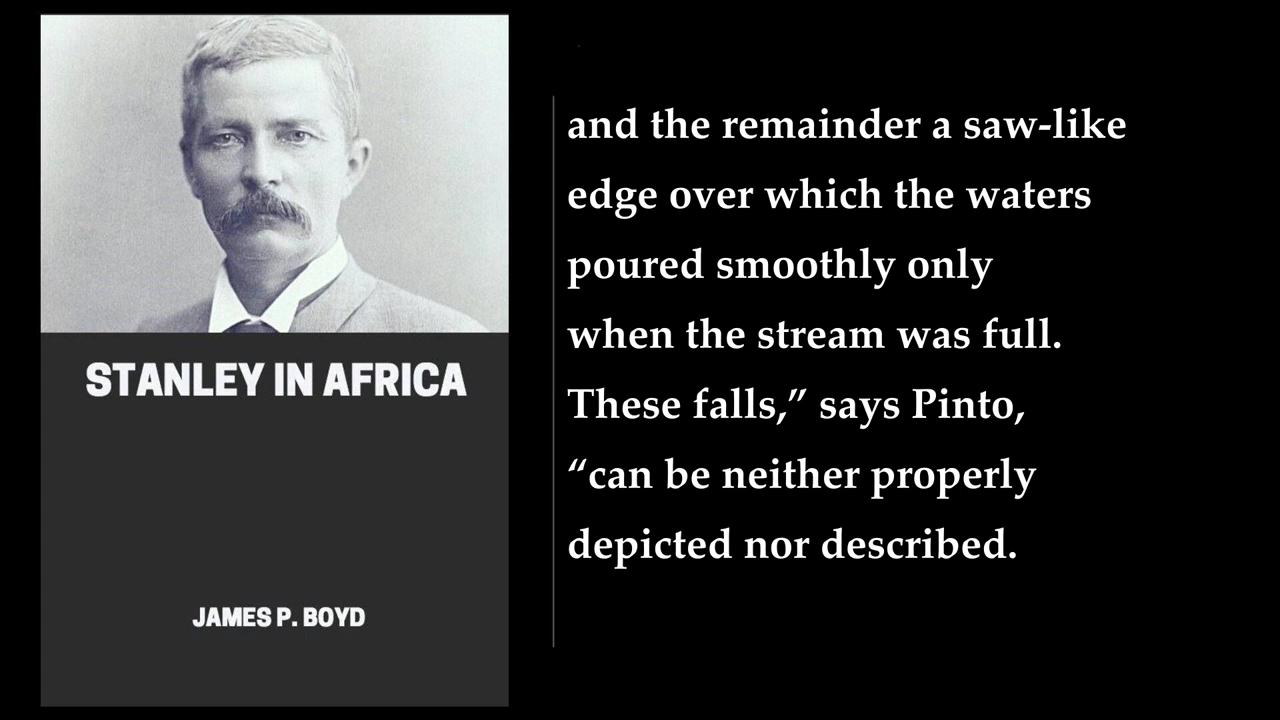 STANLEY IN AFRICA
JAMES P. BOYD
and the remainder a saw-like
edge over which the waters
poured smoothly only
when the stream was full.
These falls,” says Pinto,
“can be neither properly
depicted nor described.